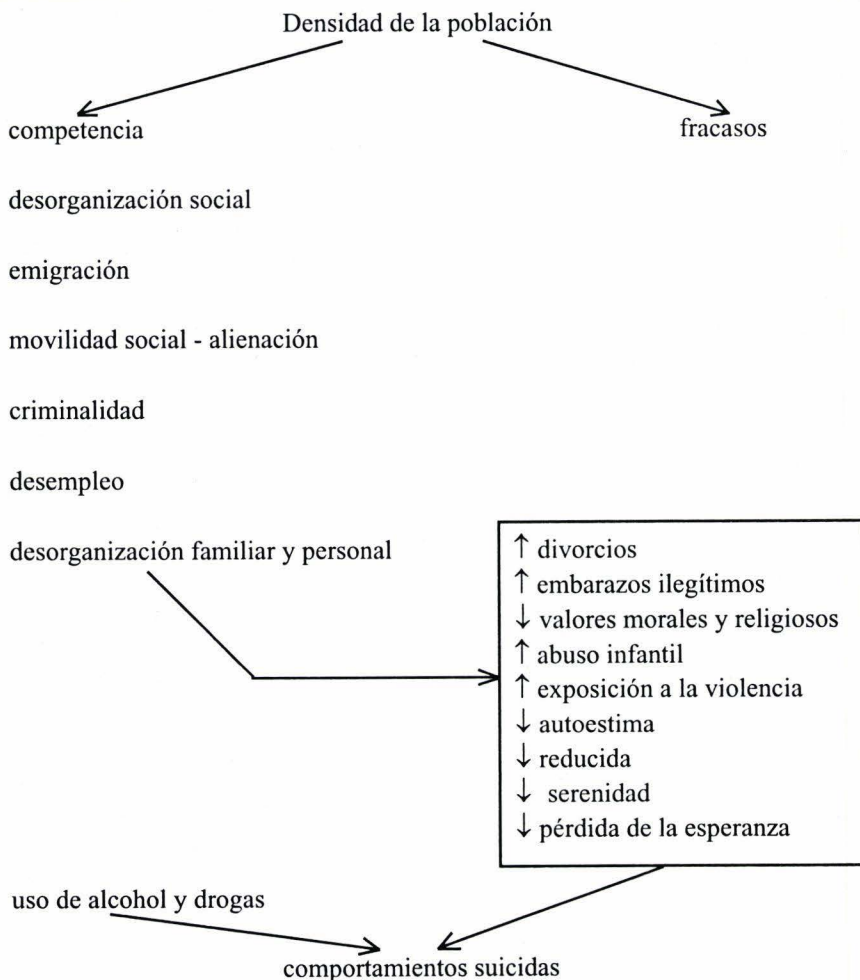 Densidad de la población
competencia
fracasos
desorganización social
emigración
movilidad social - alienación
criminalidad
desempleo
desorganización familiar y personal
↑ divorcios
↑ embarazos ilegítimos
↓ valores morales y religiosos
↑ abuso infantil
↑ exposición a la violencia
↓ autoestima
↓ reducida
↓ serenidad
↓ pérdida de la esperanza
uso de alcohol y drogas
comportamientos suicidas